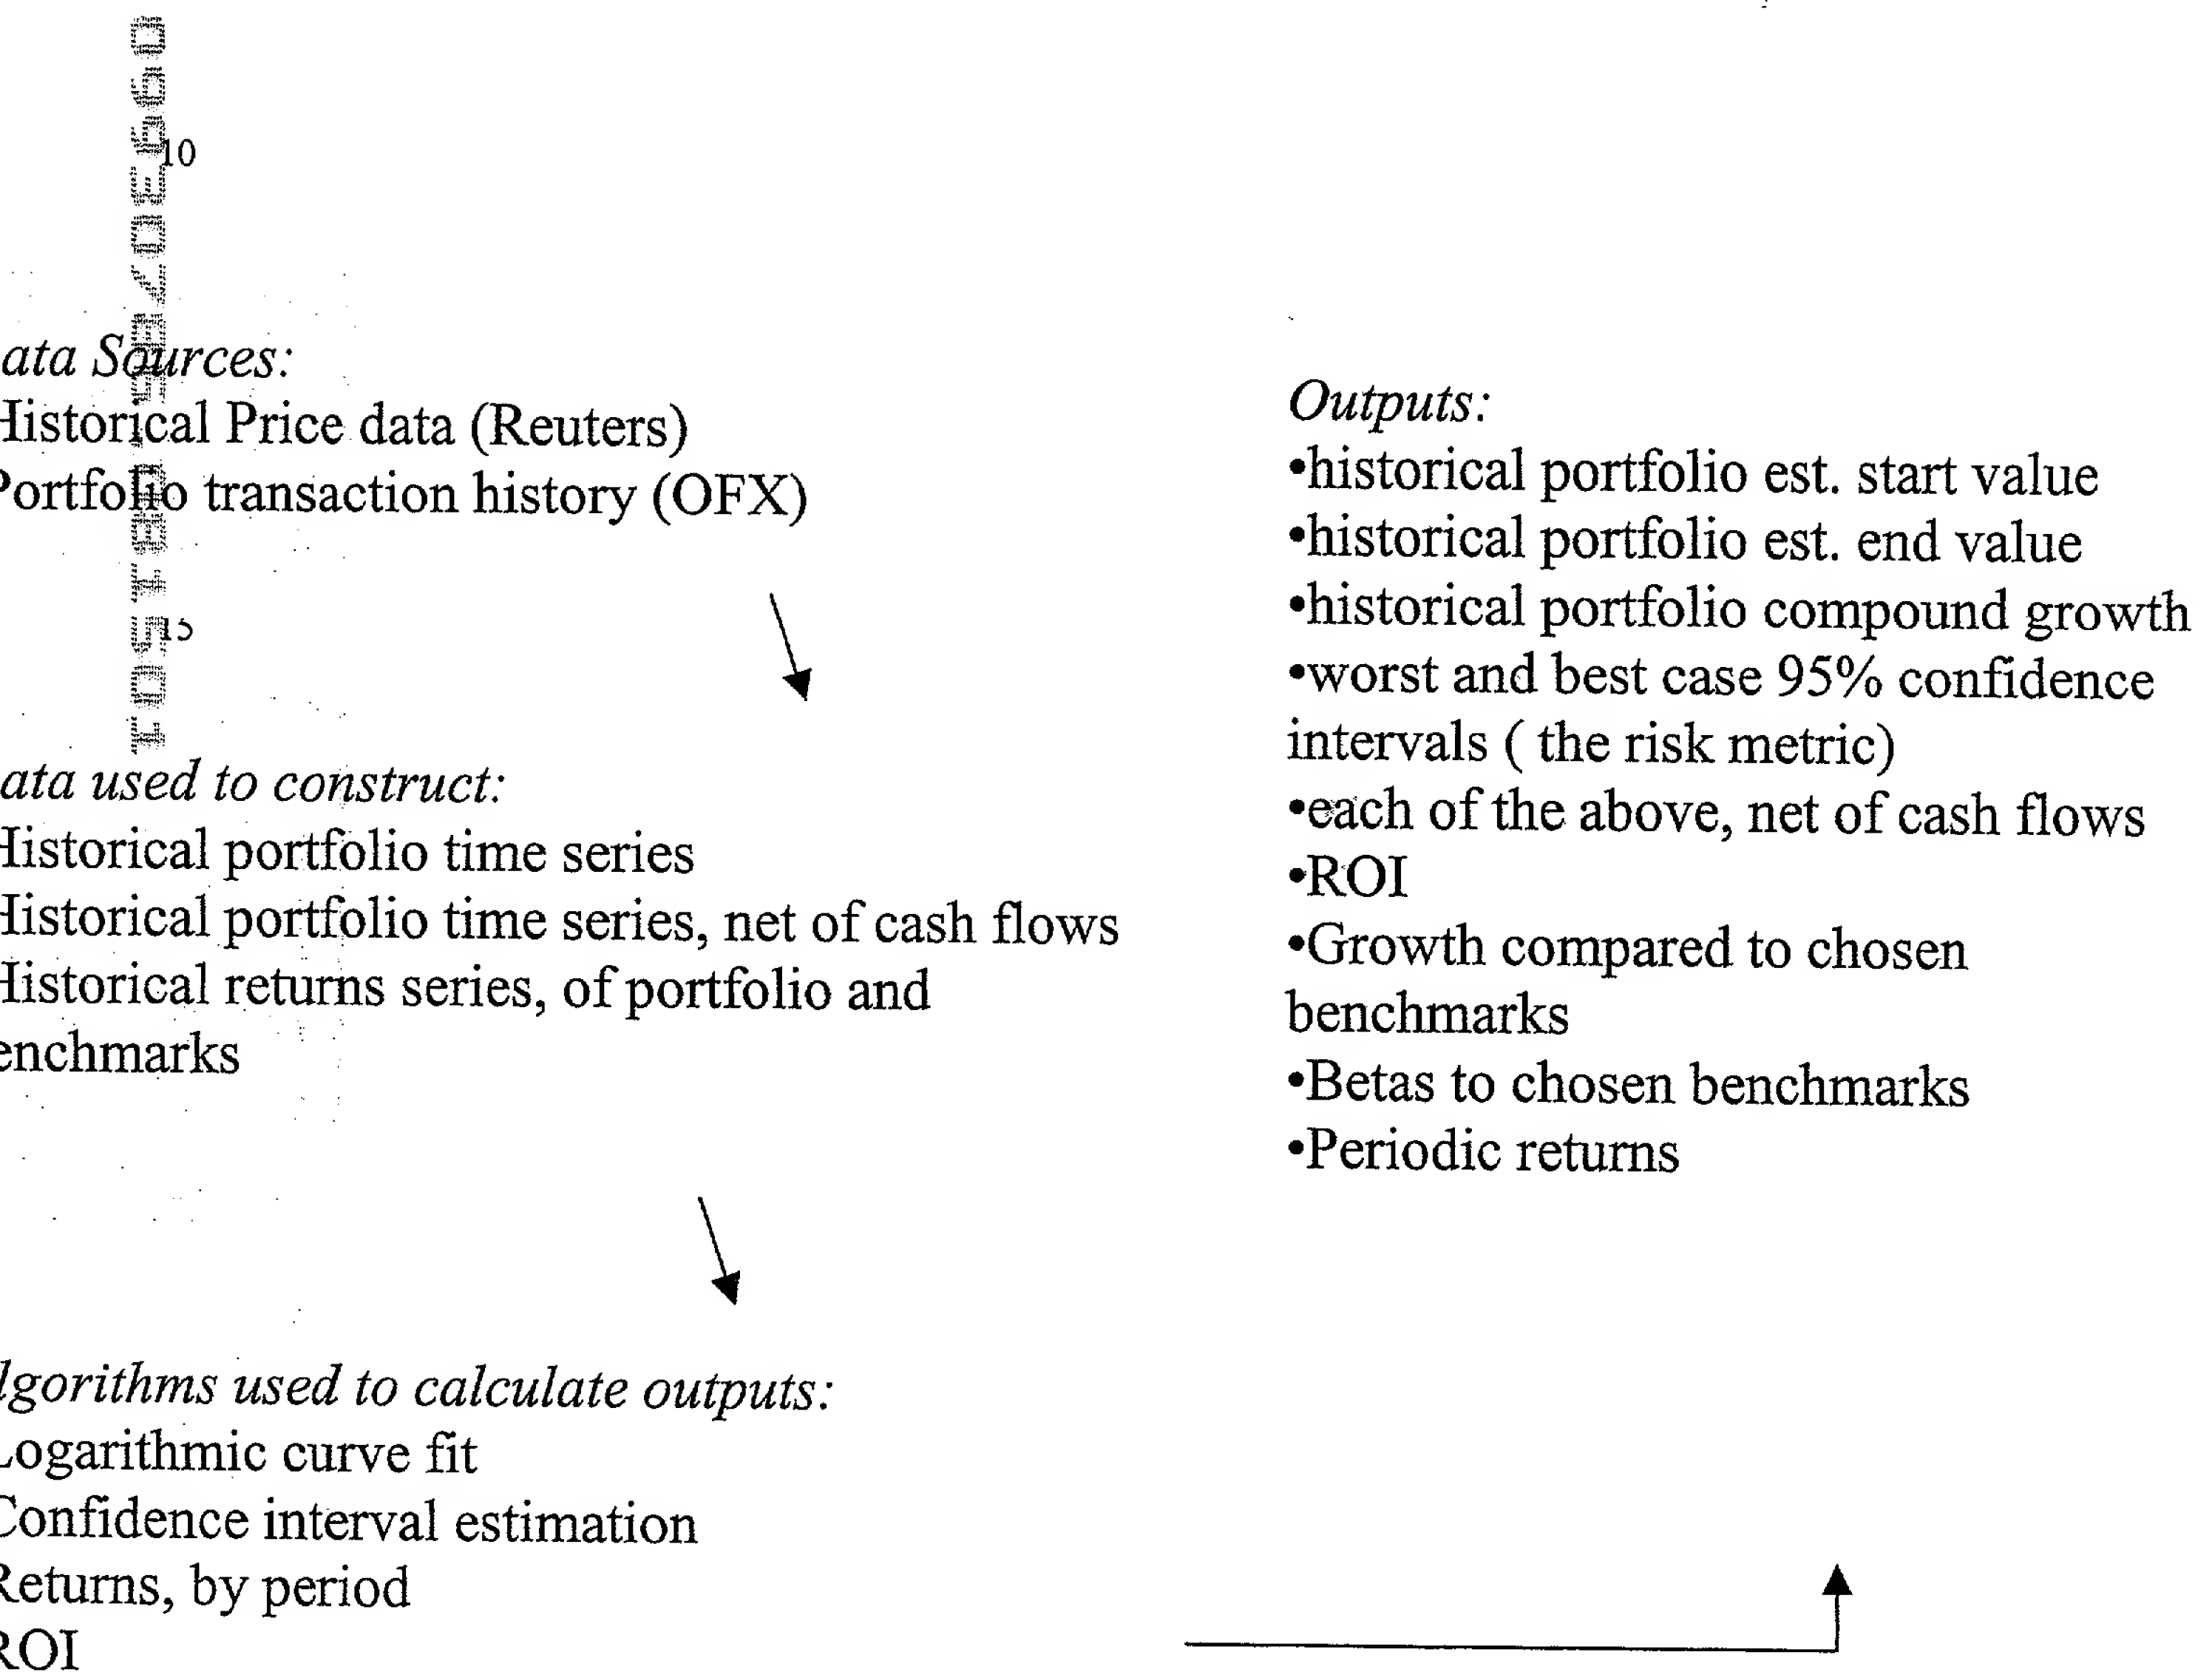 10
ata Sources:
Historical Price data (Reuters)
Portfolio transaction history (OFX)
15
ata used to construct:
Historical portfolio time series
Historical portfolio time series, net of cash flows
Historical returns series, of portfolio and
enchmarks
lgorithms used to calculate outputs:
Logarithmic curve fit
Confidence interval estimation
Returns, by period
ROI
Outputs:
•historical portfolio est. start value
•historical portfolio est. end value
•historical portfolio compound growth
•worst and best case 95% confidence
intervals ( the risk metric)
•each of the above, net of cash flows
•ROI
•Growth compared to chosen
benchmarks
•Betas to chosen benchmarks
•Periodic returns